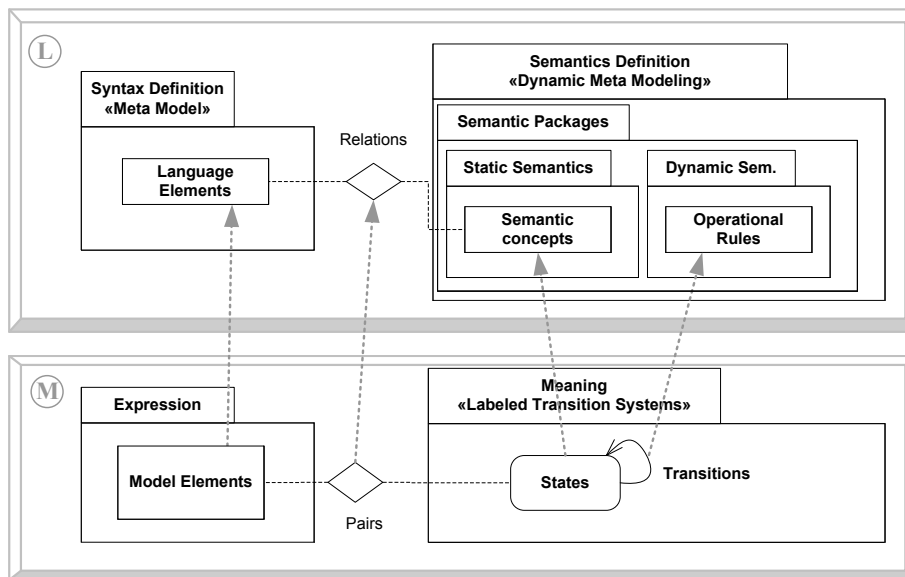 L
Semantics Definition
«Dynamic Meta Modeling»
Syntax Definition
«Meta Model»
Semantic Packages
Relations
Static Semantics
Dynamic Sem.
Language
Elements
Semantic
concepts
Operational
Rules
M
Meaning
«Labeled Transition Systems»
Expression
Model Elements
States
Transitions
Pairs